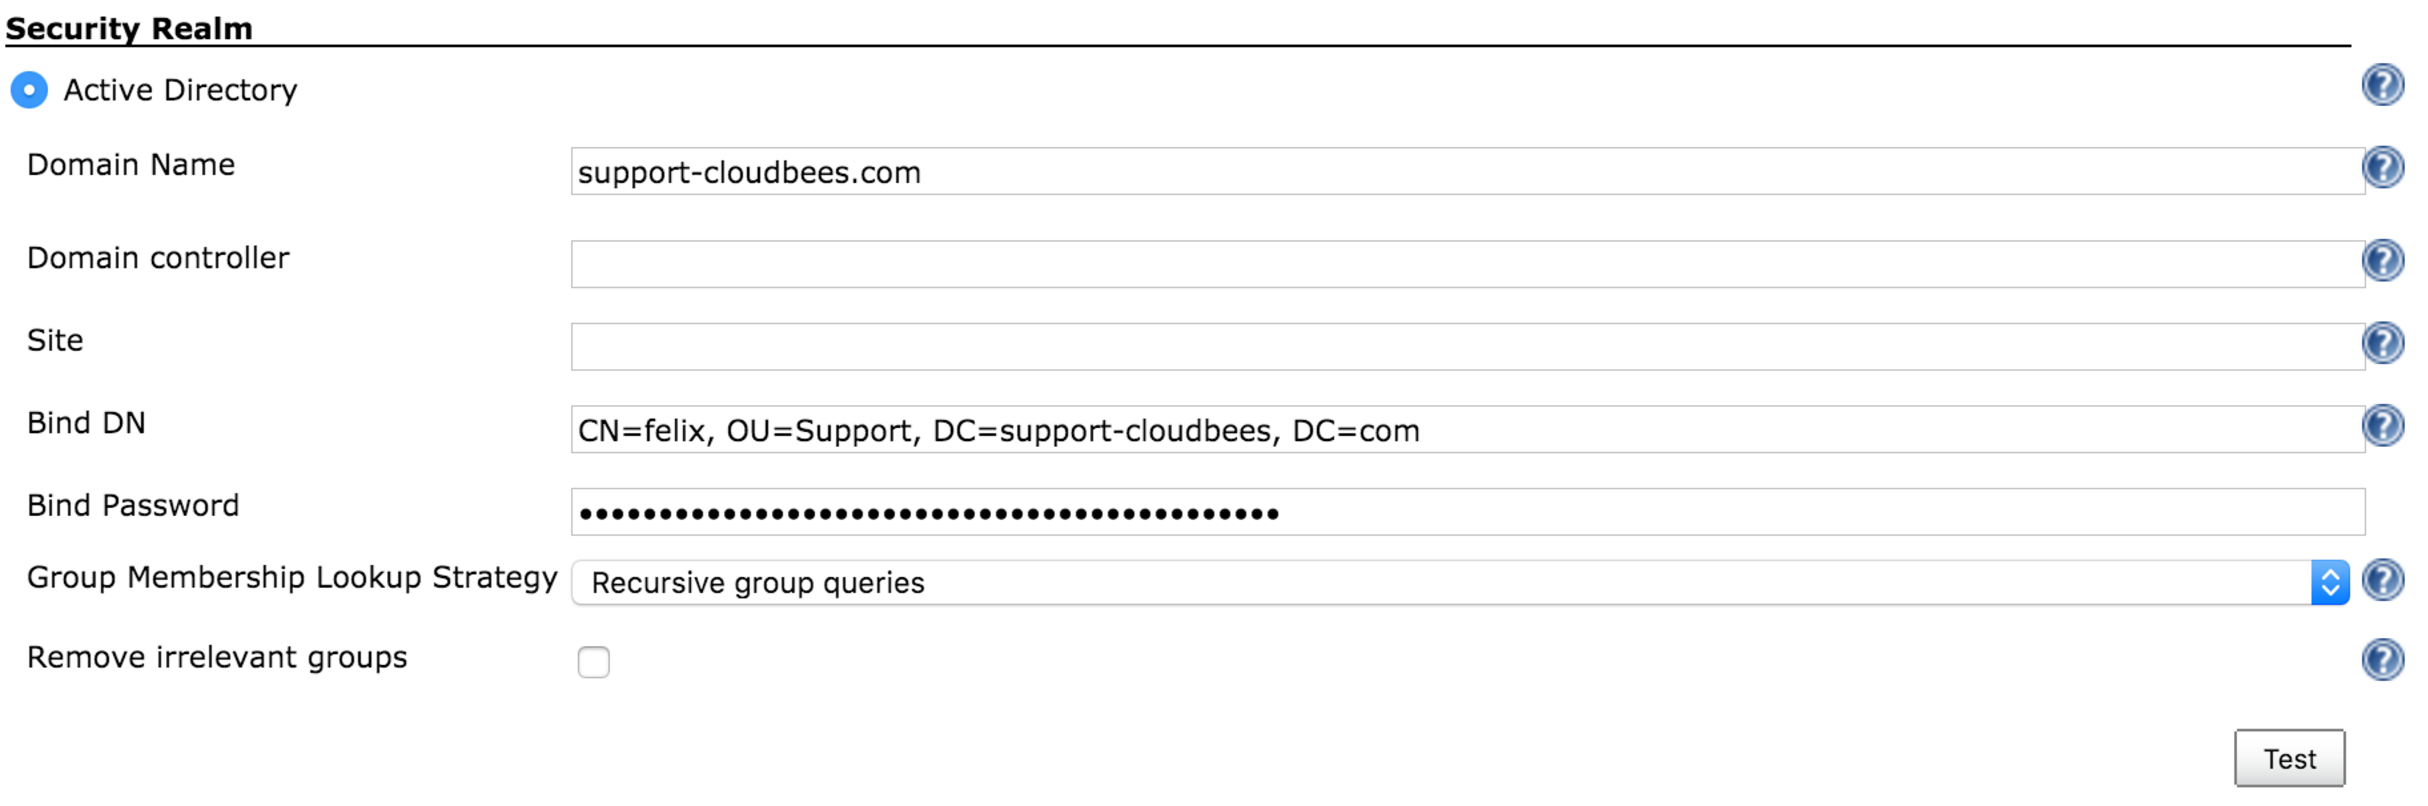 Security Realm
Active Directory
Domain Name support-cloudbees.com
Domain controller
Site
Bind DN CN=felix, OU=Support, DC=support-cloudbees, DC=com
Bind Password ••••••••••••••••••••••••••••••••••••••••••••
Group Membership Lookup Strategy Recursive group queries
Remove irrelevant groups
Test